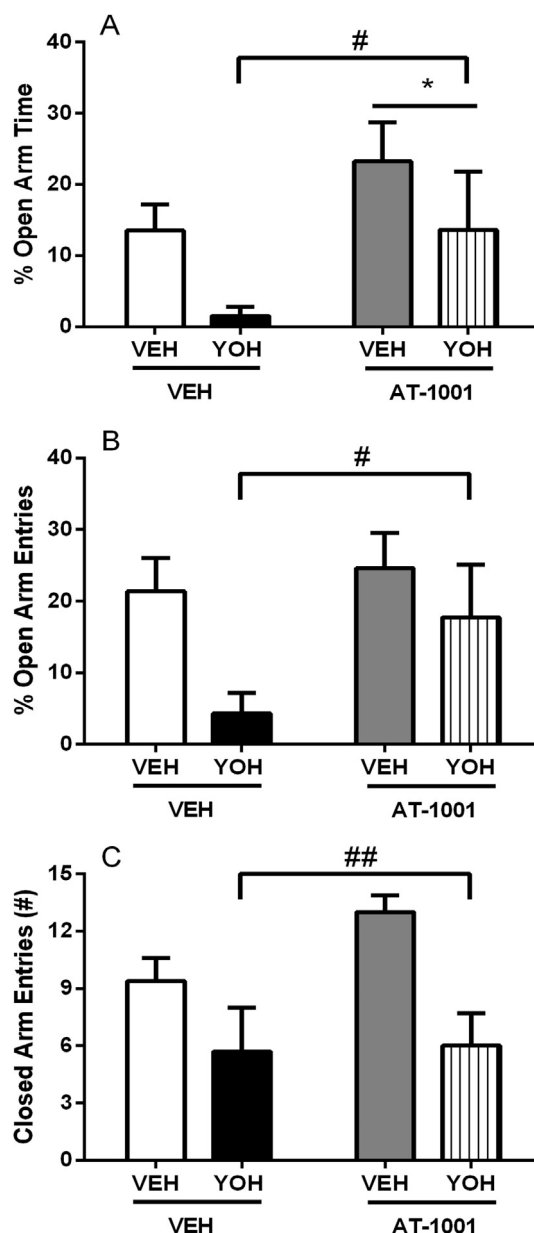 A
#
*
% Open Arm Time
40
30
20
10
0
VEH YOH VEH YOH
VEH AT-1001
B
#
% Open Arm Entries
40
30
20
10
0
VEH YOH VEH YOH
VEH AT-1001
C
##
Closed Arm Entries (#)
15
12
9
6
3
0
VEH YOH VEH YOH
VEH AT-1001